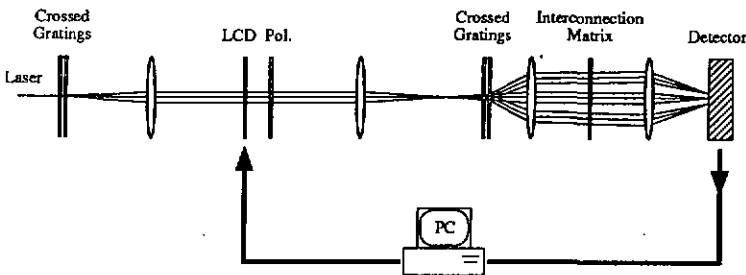 Crossed
Gratings
LCD Pol.
Crossed
Gratings
Interconnection
Matrix
Detector
Laser
PC